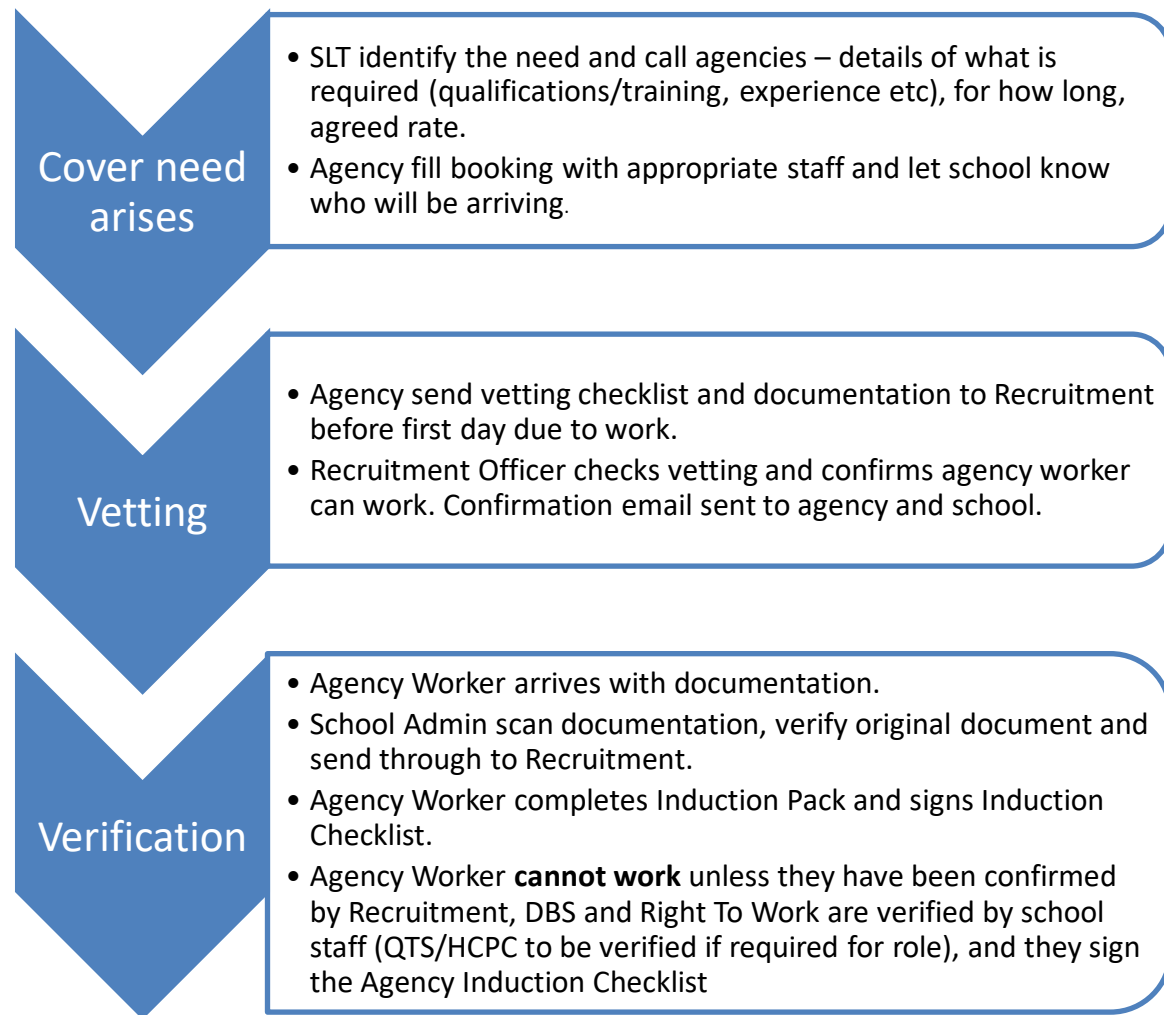 Cover need
arises
• SLT identify the need and call agencies – details of what is
required (qualifications/training, experience etc), for how long,
agreed rate.
• Agency fill booking with appropriate staff and let school know
who will be arriving.
Vetting
• Agency send vetting checklist and documentation to Recruitment
before first day due to work.
• Recruitment Officer checks vetting and confirms agency worker
can work. Confirmation email sent to agency and school.
Verification
• Agency Worker arrives with documentation.
• School Admin scan documentation, verify original document and
send through to Recruitment.
• Agency Worker completes Induction Pack and signs Induction
Checklist.
• Agency Worker cannot work unless they have been confirmed
by Recruitment, DBS and Right To Work are verified by school
staff (QTS/HCPC to be verified if required for role), and they sign
the Agency Induction Checklist